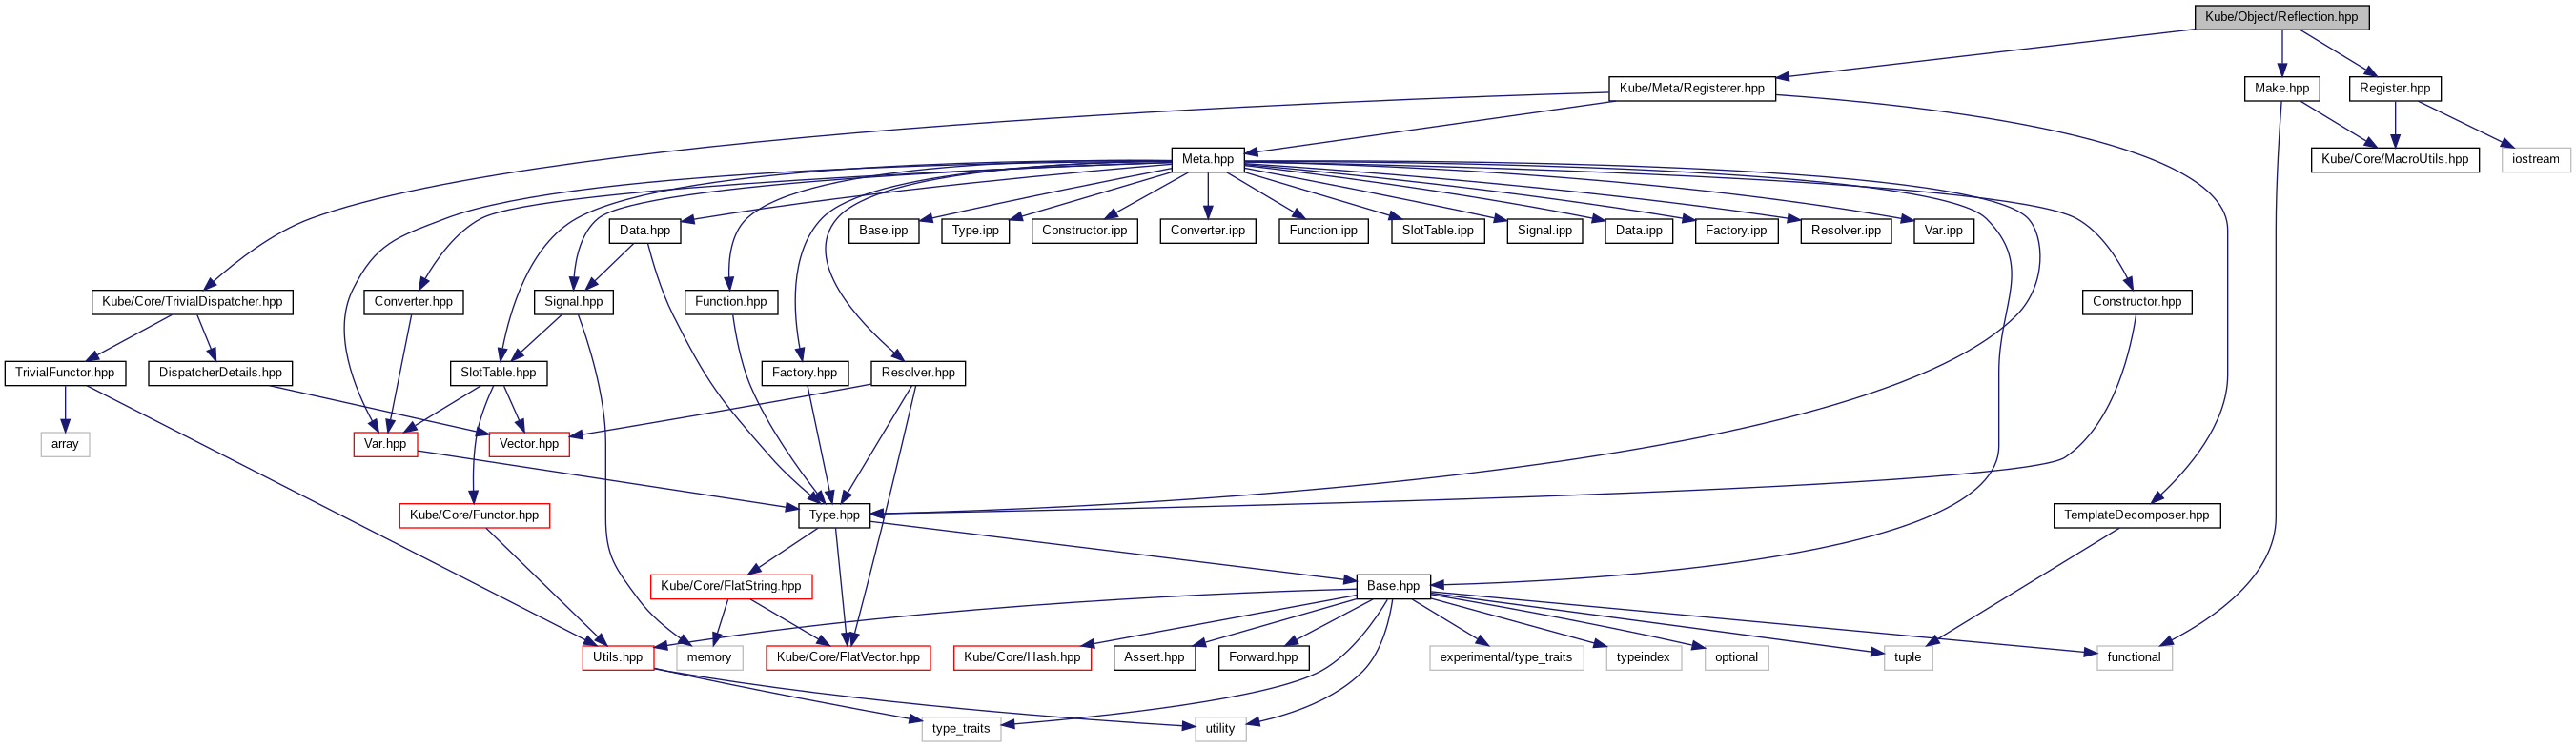 Kube/Object/Reflection.hpp
Kube/Meta/Registerer.hpp
Make.hpp
Register.hpp
Meta.hpp
Kube/Core/MacroUtils.hpp
iostream
Data.hpp
Base.ipp
Type.ipp
Constructor.ipp
Converter.ipp
Function.ipp
SlotTable.ipp
Signal.ipp
Data.ipp
Factory.ipp
Resolver.ipp
Var.ipp
Kube/Core/TrivialDispatcher.hpp
Converter.hpp
Signal.hpp
Function.hpp
Constructor.hpp
TrivialFunctor.hpp
DispatcherDetails.hpp
SlotTable.hpp
Factory.hpp
Resolver.hpp
array
Var.hpp
Vector.hpp
Kube/Core/Functor.hpp
Type.hpp
TemplateDecomposer.hpp
Kube/Core/FlatString.hpp
Base.hpp
Utils.hpp
memory
Kube/Core/FlatVector.hpp
Kube/Core/Hash.hpp
Assert.hpp
Forward.hpp
experimental/type_traits
typeindex
optional
tuple
functional
type_traits
utility